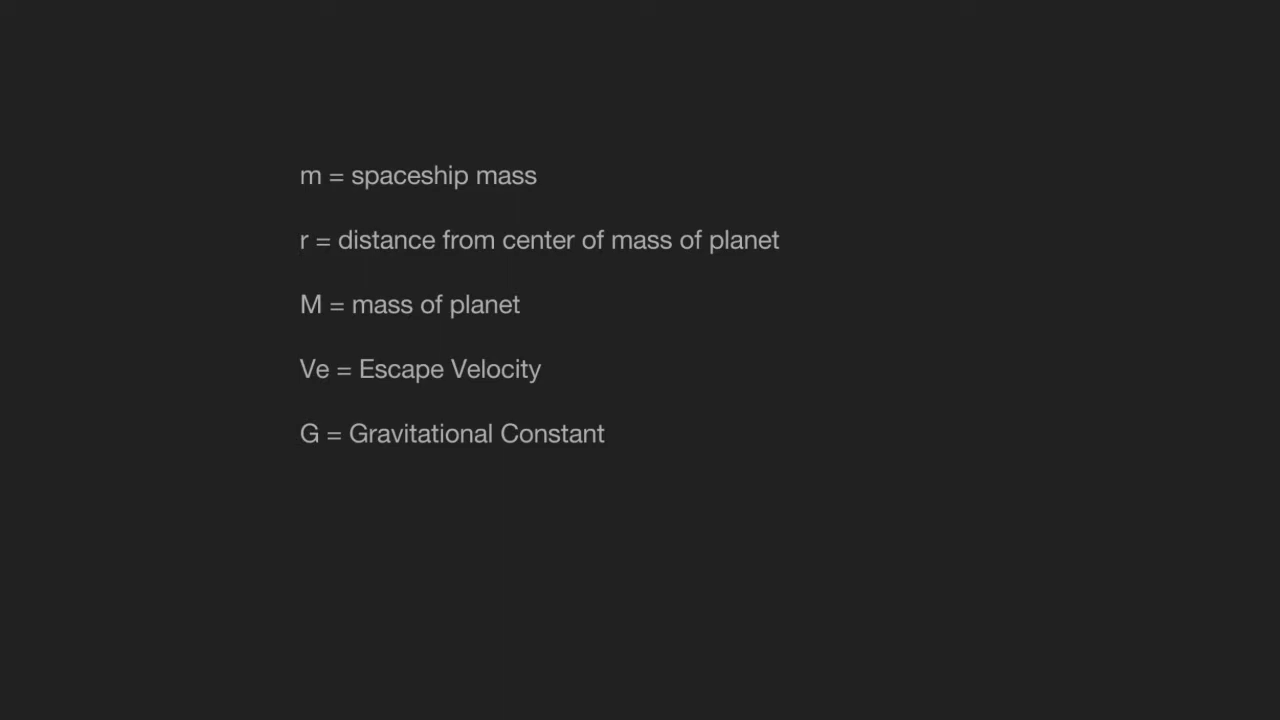 m = spaceship mass
r = distance from center of mass of planet
M = mass of planet
Ve = Escape Velocity
G = Gravitational Constant